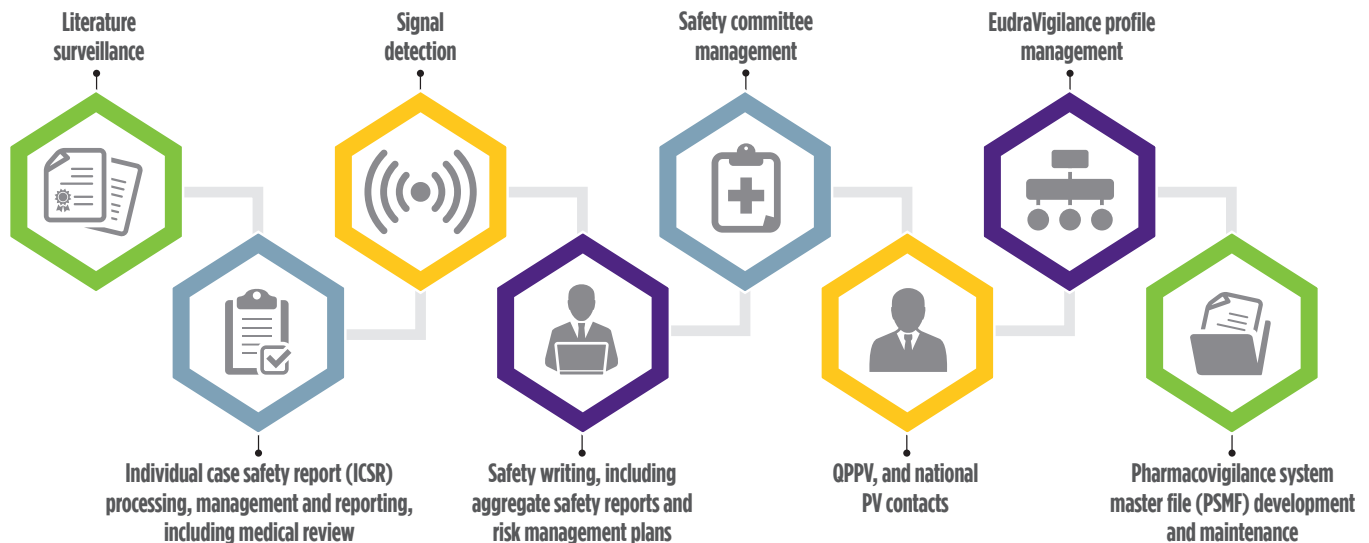 Literature
surveillance
Signal
detection
Safety committee
management
EudraVigilance profile
management
Individual case safety report (ICSR)
processing, management and reporting,
including medical review
Safety writing, including
aggregate safety reports and
risk management plans
QPPV, and national
PV contacts
Pharmacovigilance system
master file (PSMF) development
and maintenance